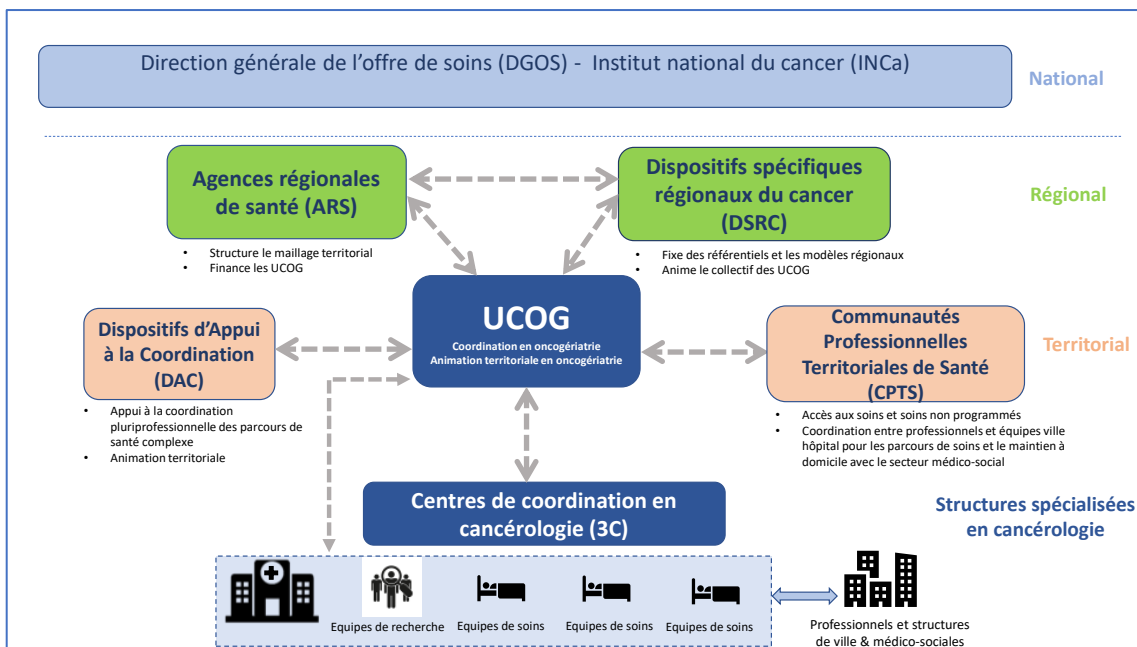 Direction générale de l'offre de soins (DGOS) - Institut national du cancer (INCa)
National
Agences régionales
de santé (ARS)
Dispositifs spécifiques
régionaux du cancer
(DSRC)
Régional
• Structure le maillage territorial
• Finance les UCOG
• Fixe des référentiels et les modèles régionaux
• Anime le collectif des UCOG
UCOG
Coordination en oncogériatrie
Animation territoriale en oncogériatrie
Dispositifs d'Appui
à la Coordination
(DAC)
Communautés
Professionnelles
Territoriales de Santé
(CPTS)
Territorial
• Appui à la coordination
pluriprofessionnelle des parcours de
santé complexe
• Animation territoriale
• Accès aux soins et soins non programmés
• Coordination entre professionnels et équipes ville
hôpital pour les parcours de soins et le maintien à
domicile avec le secteur médico-social
Centres de coordination en
cancérologie (3C)
Structures spécialisées
en cancérologie
Equipes de recherche
Equipes de soins
Equipes de soins
Equipes de soins
Professionnels et structures
de ville & médico-sociales